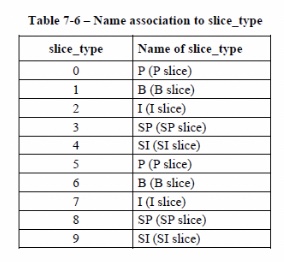 Table 7-6 – Name association to slice_type
slice_type Name of slice_type
0 P (P slice)
1 B (B slice)
2 I (I slice)
3 SP (SP slice)
4 SI (SI slice)
5 P (P slice)
6 B (B slice)
7 I (I slice)
8 SP (SP slice)
9 SI (SI slice)